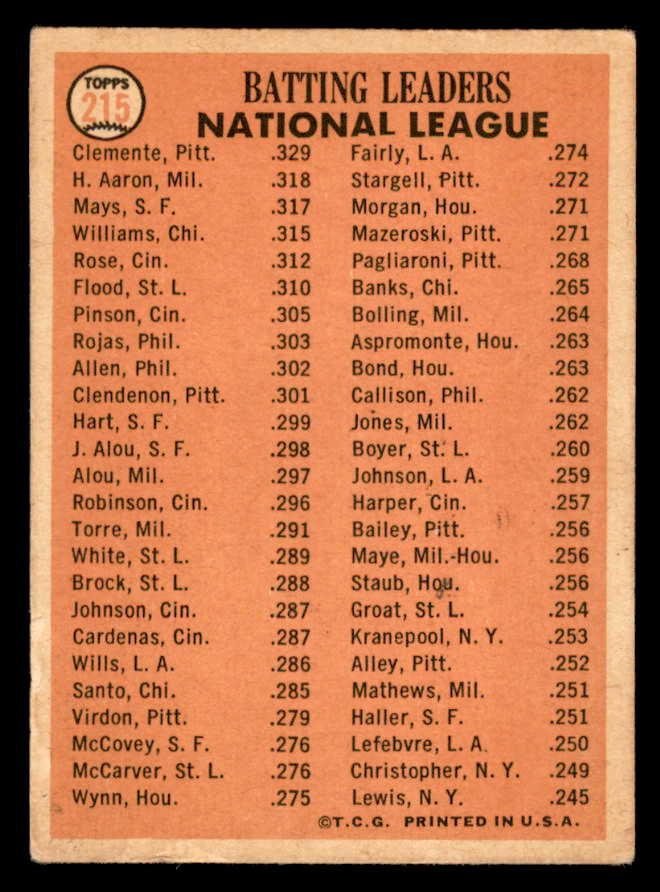 TOPPS
215
BATTING LEADERS
NATIONAL LEAGUE
Clemente, Pitt. .329
H. Aaron, Mil. .318
Mays, S. F. .317
Williams, Chi. .315
Rose, Cin. .312
Flood, St. L. .310
Pinson, Cin. .305
Rojas, Phil. .303
Allen, Phil. .302
Clendenon, Pitt. .301
Hart, S. F. .299
J. Alou, S. F. .298
Alou, Mil. .297
Robinson, Cin. .296
Torre, Mil. .291
White, St. L. .289
Brock, St. L. .288
Johnson, Cin. .287
Cardenas, Cin. .287
Wills, L. A. .286
Santo, Chi. .285
Virdon, Pitt. .279
McCovey, S. F. .276
McCarver, St. L. .276
Wynn, Hou. .275
Fairly, L. A. .274
Stargell, Pitt. .272
Morgan, Hou. .271
Mazeroski, Pitt. .271
Pagliaroni, Pitt. .268
Banks, Chi. .265
Bolling, Mil. .264
Aspromonte, Hou. .263
Bond, Hou. .263
Callison, Phil. .262
Jones, Mil. .262
Boyer, St. L. .260
Johnson, L. A. .259
Harper, Cin. .257
Bailey, Pitt. .256
Maye, Mil.-Hou. .256
Staub, Hou. .256
Groat, St. L. .254
Kranepool, N. Y. .253
Alley, Pitt. .252
Mathews, Mil. .251
Haller, S. F. .251
Lefebvre, L. A. .250
Christopher, N. Y. .249
Lewis, N. Y. .245
©T.C.G. PRINTED IN U.S.A.